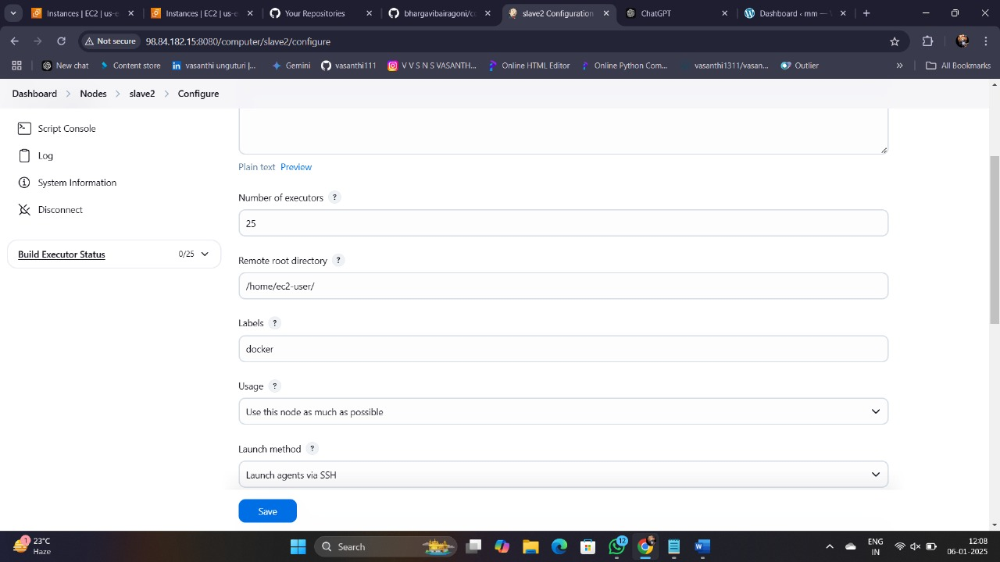 Instances | EC2 | us-e
Instances | EC2 | us-e
Your Repositories
bhargavibairagoni/cc
slave2 Configuration
ChatGPT
Dashboard ‹ mm — 
Not secure
98.84.182.15:8080/computer/slave2/configure
New chat
Content store
vasanthi unguturi |...
Gemini
vasanthi111
V V S N S VASANTH...
Online HTML Editor
Online Python Com...
vasanthi1311/vasan...
Outlier
»
All Bookmarks
Dashboard > Nodes > slave2 > Configure
Script Console
Log
System Information
Disconnect
Build Executor Status 0/25
Plain text Preview
Number of executors ?
25
Remote root directory ?
/home/ec2-user/
Labels ?
docker
Usage ?
Use this node as much as possible
Launch method ?
Launch agents via SSH
Save
1
23°C
Haze
Search
12
ENG
IN
12:08
06-01-2025